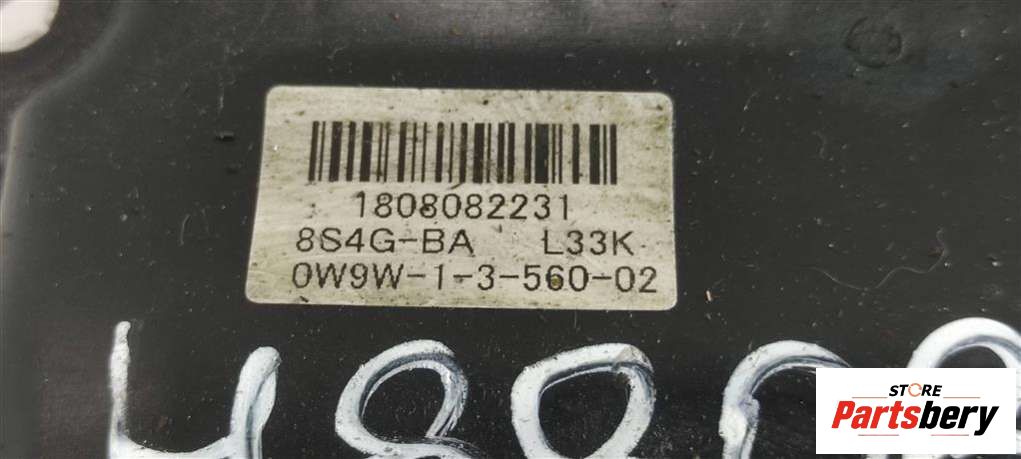 1808082231
8S4G-BA L33K
0W9W-1-3-560-02
STORE
Partsbery